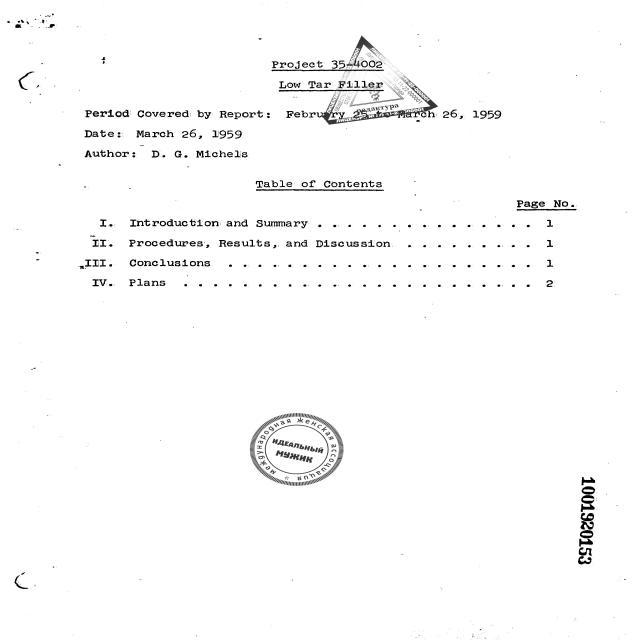 Project 35-4002
Low Tar Filler
Period Covered by Report: February 25 to March 26, 1959
Date: March 26, 1959
Author: D. G. Michels
Table of Contents
Page No.
I. Introduction and Summary . . . . . . . . . . . . . . . 1
II. Procedures, Results, and Discussion . . . . . . . . . 1
III. Conclusions . . . . . . . . . . . . . . . . . . . . . 1
IV. Plans . . . . . . . . . . . . . . . . . . . . . . . . 2
международная женская ассоциация
ИДЕАЛЬНЫЙ
МУЖИК
1001920153